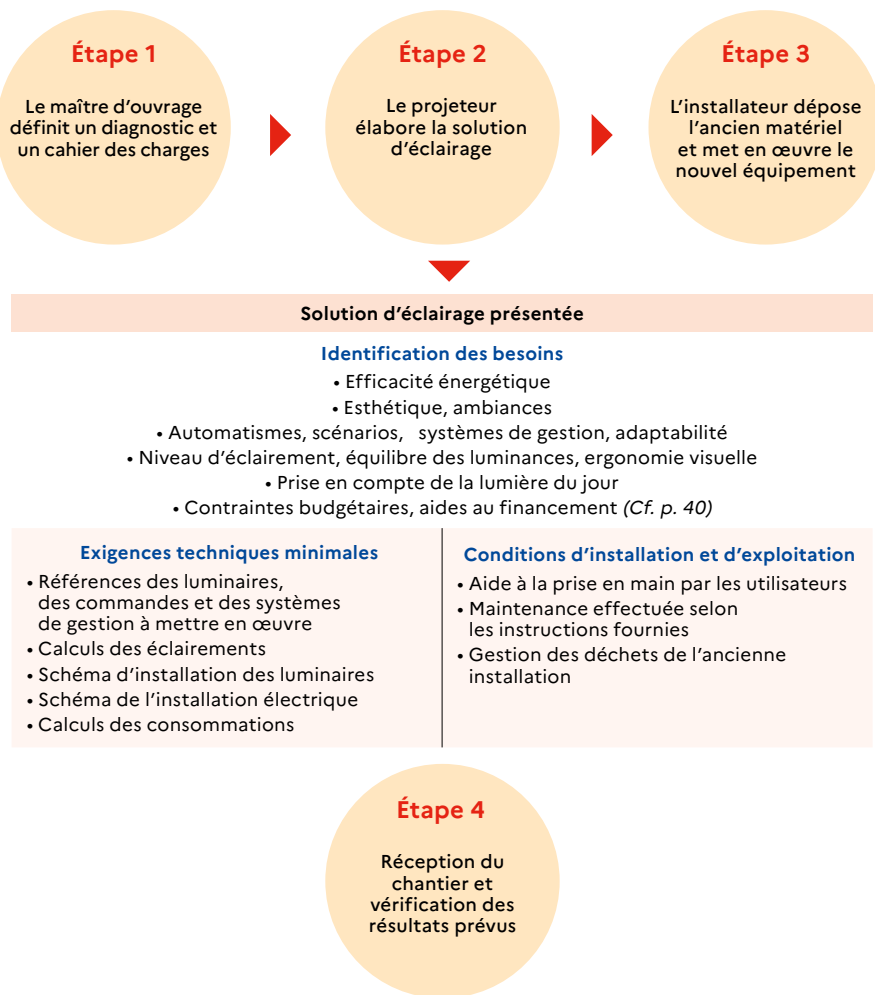 Étape 1
Le maître d’ouvrage
définit un diagnostic et
un cahier des charges
Étape 2
Le projeteur
élabore la solution
d’éclairage
Étape 3
L’installateur dépose
l’ancien matériel
et met en œuvre le
nouvel équipement
Solution d’éclairage présentée
Identification des besoins
• Efficacité énergétique
• Esthétique, ambiances
• Automatismes, scénarios, systèmes de gestion, adaptabilité
• Niveau d’éclairement, équilibre des luminances, ergonomie visuelle
• Prise en compte de la lumière du jour
• Contraintes budgétaires, aides au financement (Cf. p. 40)
Exigences techniques minimales
• Références des luminaires,
des commandes et des systèmes
de gestion à mettre en œuvre
• Calculs des éclairements
• Schéma d’installation des luminaires
• Schéma de l’installation électrique
• Calculs des consommations
Conditions d’installation et d’exploitation
• Aide à la prise en main par les utilisateurs
• Maintenance effectuée selon
les instructions fournies
• Gestion des déchets de l’ancienne
installation
Étape 4
Réception du
chantier et
vérification des
résultats prévus